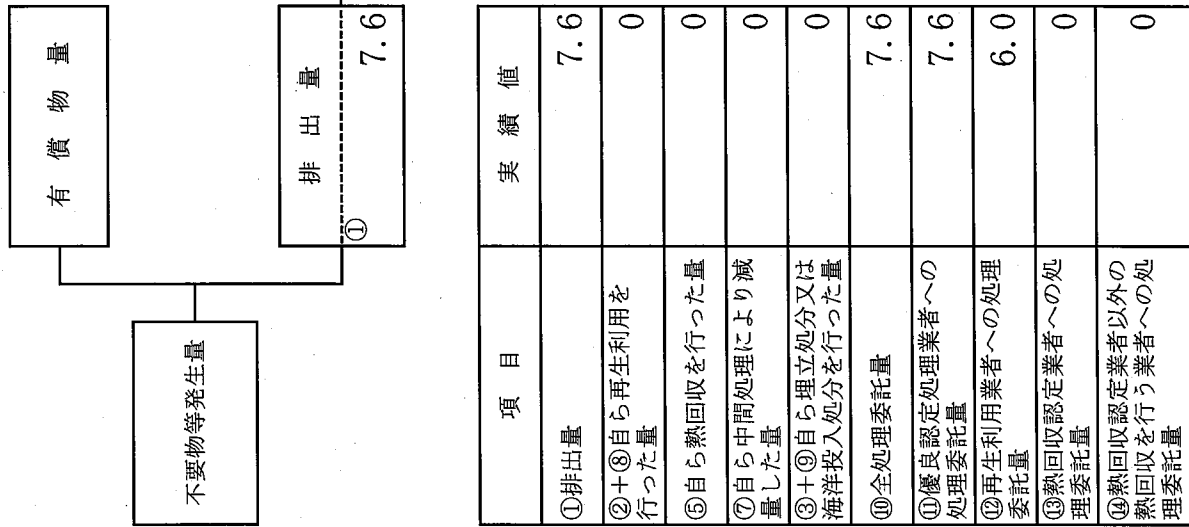 不要物等発生量
有償物量
排出量
① 7.6
項目 実績値
①排出量 7.6
②+⑧自ら再生利用を
行った量 0
⑤自ら熱回収を行った量 0
⑦自ら中間処理により減
量した量 0
③+⑨自ら埋立処分又は
海洋投入処分を行った量 0
⑩全処理委託量 7.6
⑪優良認定処理業者への
処理委託量 7.6
⑫再生利用業者への処理
委託量 6.0
⑬熱回収認定業者への処
理委託量 0
⑭熱回収認定業者以外の
熱回収を行う業者への処
理委託量 0